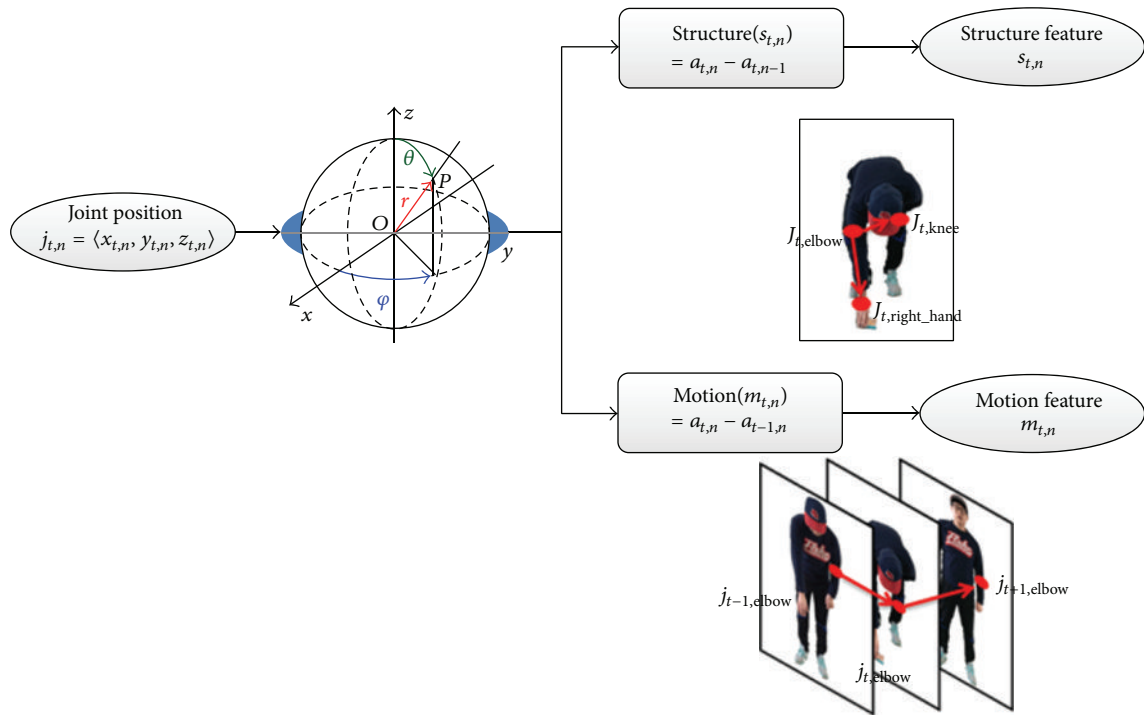 Joint position
j_{t,n} = ⟨x_{t,n}, y_{t,n}, z_{t,n}⟩
z
θ
P
r
O
y
φ
x
Structure(s_{t,n})
= a_{t,n} − a_{t,n−1}
Structure feature
s_{t,n}
J_{t,elbow}
J_{t,knee}
J_{t,right_hand}
Motion(m_{t,n})
= a_{t,n} − a_{t−1,n}
Motion feature
m_{t,n}
j_{t−1,elbow}
j_{t,elbow}
j_{t+1,elbow}